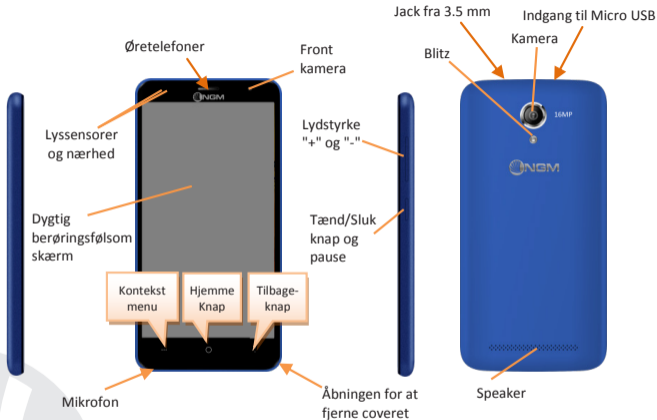 Jack fra 3.5 mm
Indgang til Micro USB
Kamera
Blitz
Øretelefoner
Front
kamera
NGM
16MP
Lyssensorer
og nærhed
Lydstyrke
"+" og "-"
NGM
Dygtig
berøringsfølsom
skærm
Tænd/Sluk
knap og
pause
Kontekst
menu
Hjemme
Knap
Tilbage-
knap
Mikrofon
Åbningen for at
fjerne coveret
Speaker